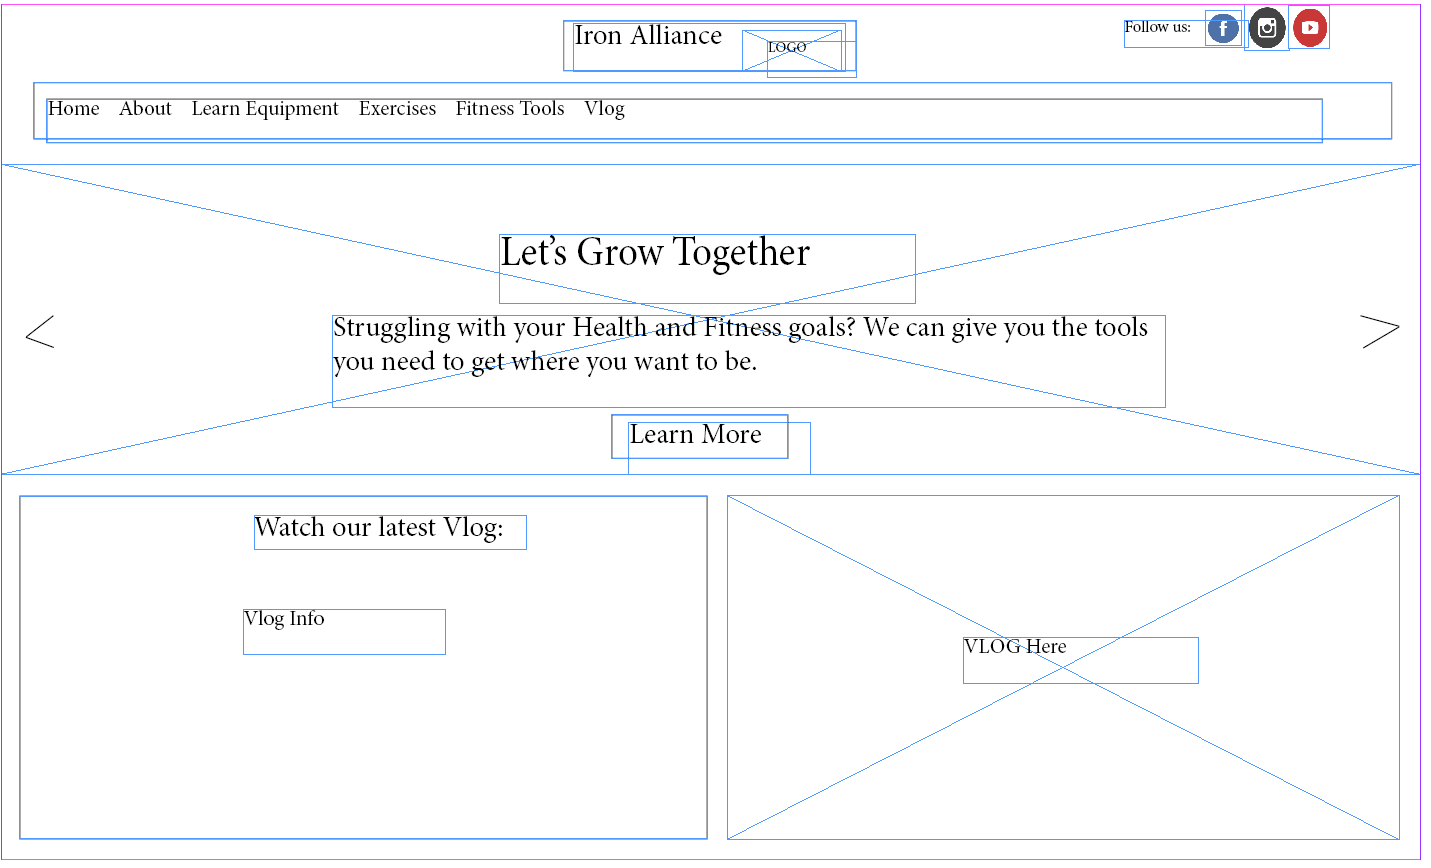 Iron Alliance
LOGO
Follow us:
Home About Learn Equipment Exercises Fitness Tools Vlog
Let’s Grow Together
Struggling with your Health and Fitness goals? We can give you the tools
you need to get where you want to be.
Learn More
Watch our latest Vlog:
Vlog Info
VLOG Here